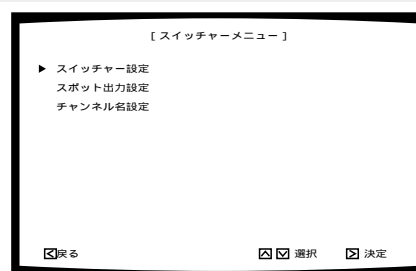 [スイッチャーメニュー]
▶ スイッチャー設定
スポット出力設定
チャンネル名設定
戻る 選択 決定